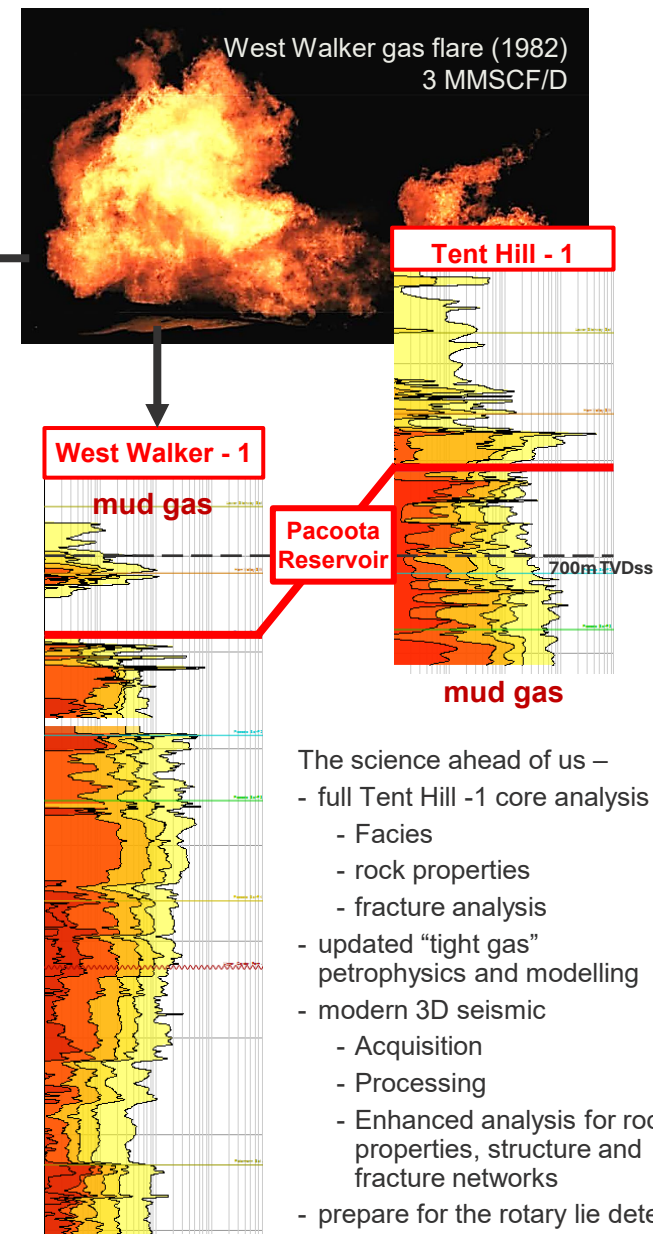 West Walker gas flare (1982)
3 MMSCF/D
Tent Hill - 1
West Walker - 1
mud gas
Pacoota
Reservoir
700m TVDss
mud gas
The science ahead of us –
- full Tent Hill -1 core analysis
- Facies
- rock properties
- fracture analysis
- updated “tight gas”
petrophysics and modelling
- modern 3D seismic
- Acquisition
- Processing
- Enhanced analysis for
properties, structure and
fracture networks
- prepare for the rotary lie